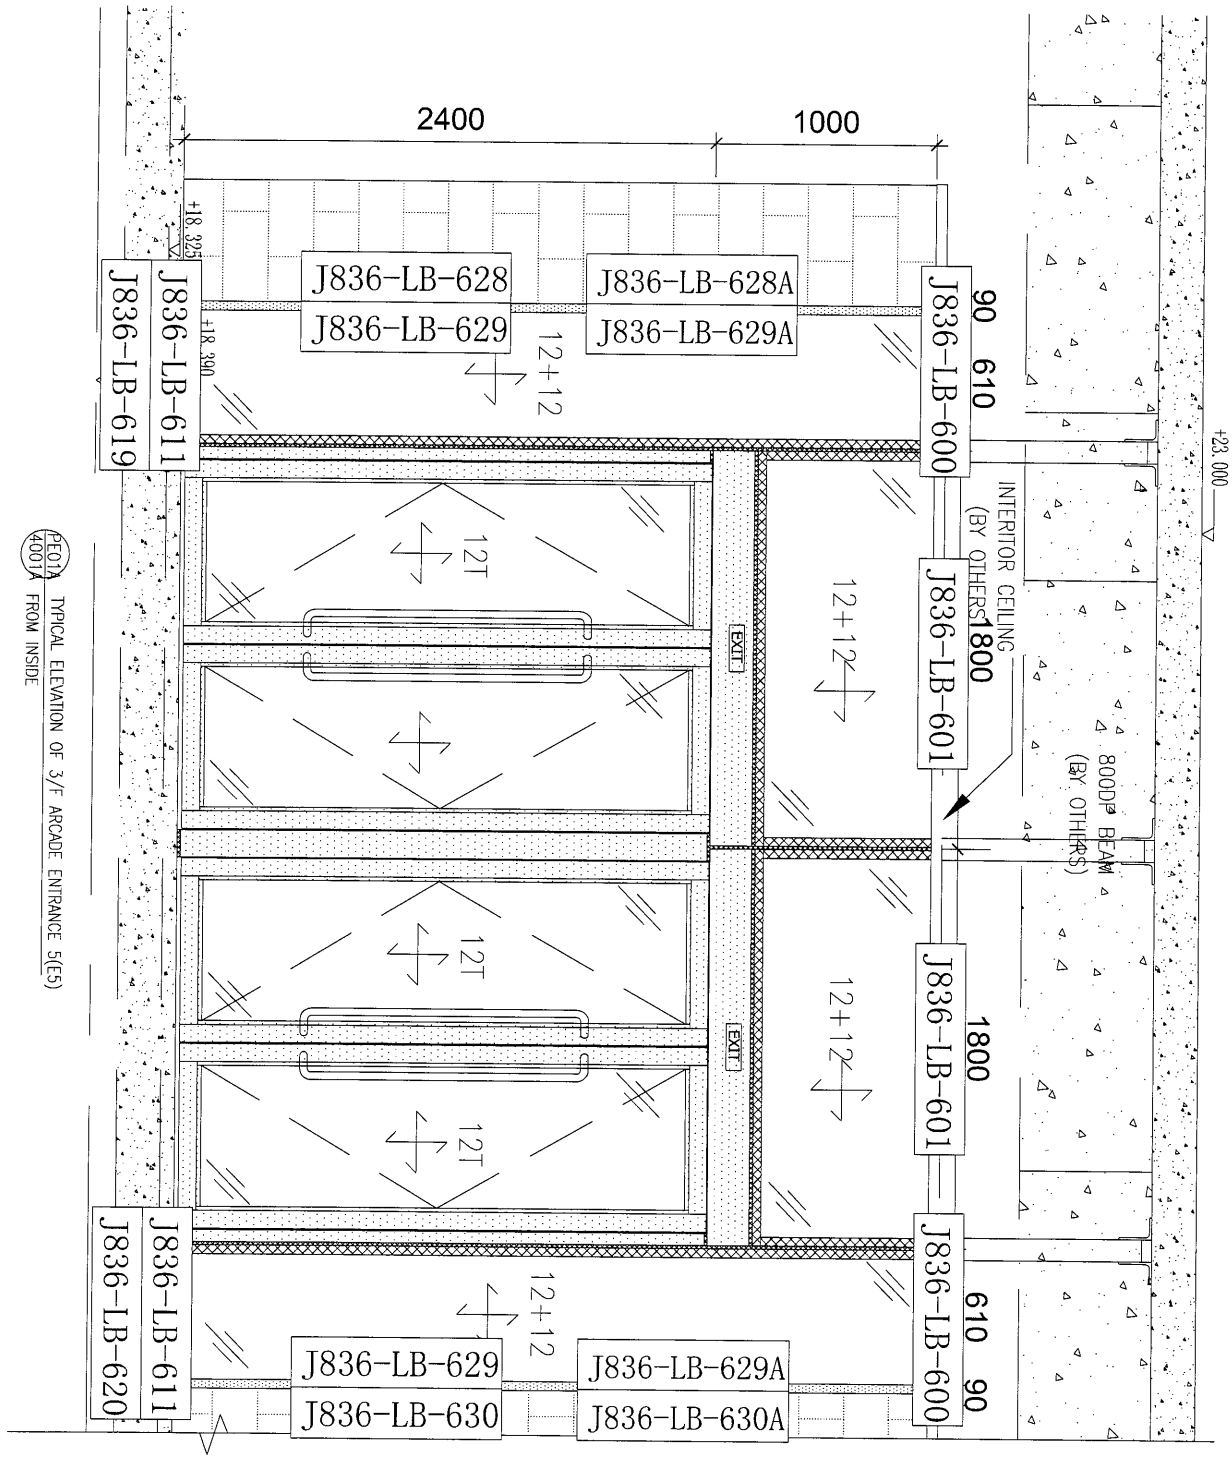 2400
1000
+18.325
+18.390
+23.000
J836-LB-628
J836-LB-629
J836-LB-628A
J836-LB-629A
J836-LB-611
J836-LB-619
J836-LB-600
90
610
12+12
12+12
12T
EXIT
INTERITOR CEILING
(BY OTHERS)
1800
J836-LB-601
800DP BEAM
(BY OTHERS)
12T
12+12
EXIT
1800
J836-LB-601
12T
12+12
J836-LB-611
J836-LB-620
J836-LB-629
J836-LB-630
J836-LB-629A
J836-LB-630A
J836-LB-600
610
90
PE01A
4001A
TYPICAL ELEVATION OF 3/F ARCADE ENTRANCE 5(E5)
FROM INSIDE